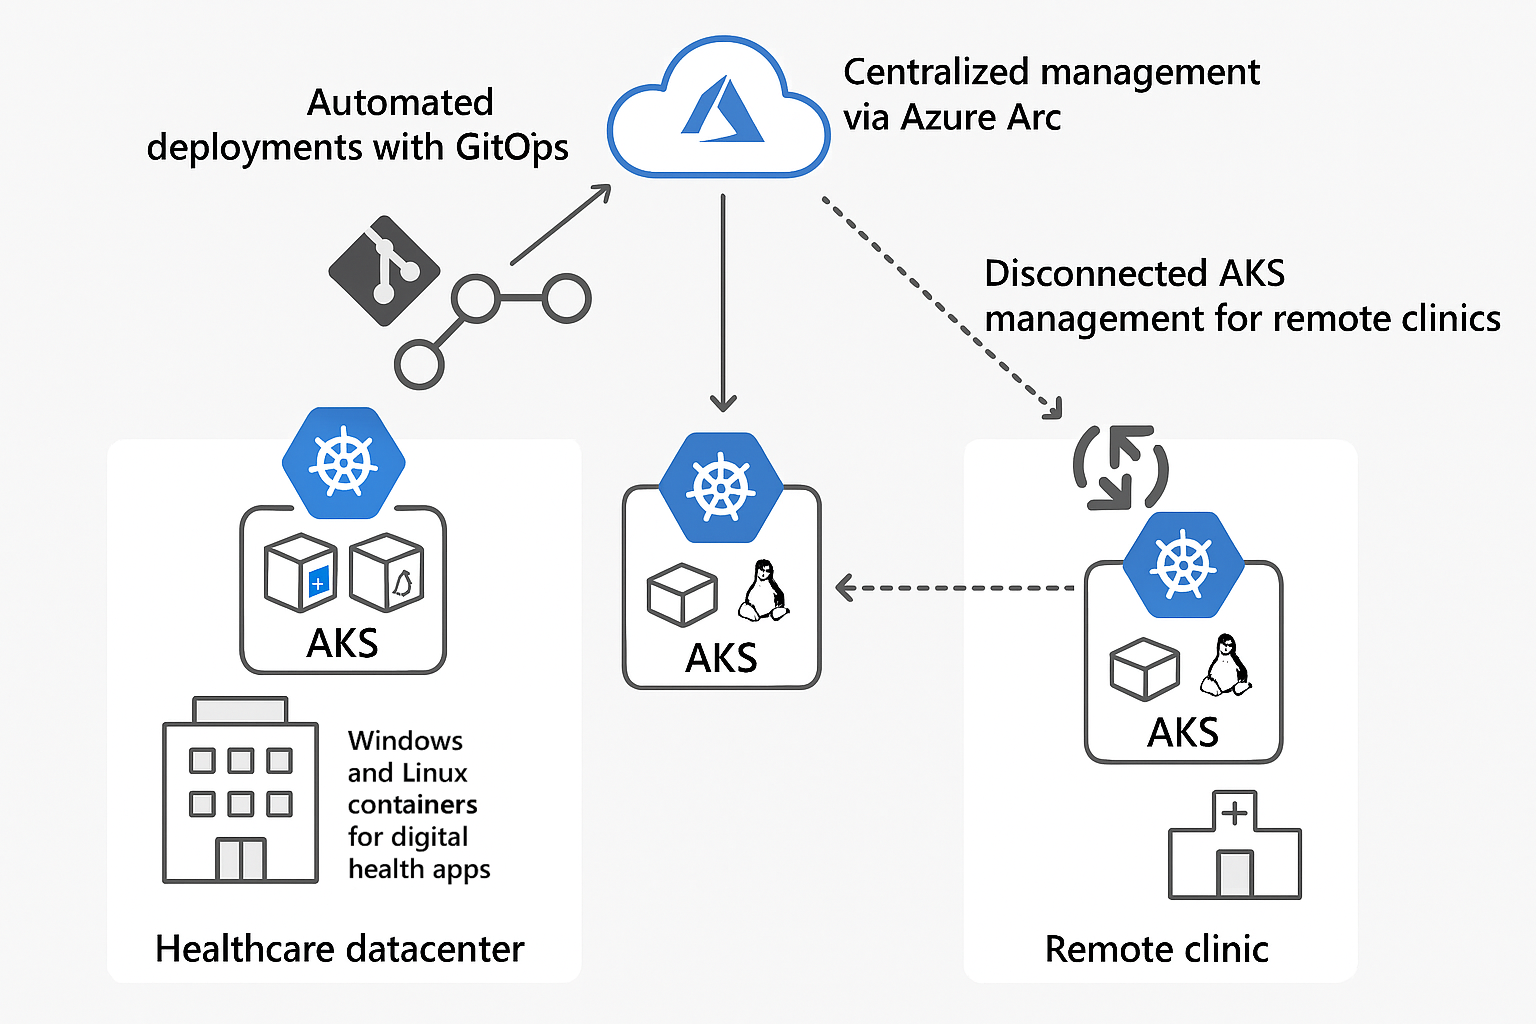 Automated
deployments with GitOps
Centralized management
via Azure Arc
Disconnected AKS
management for remote clinics
AKS
AKS
AKS
Windows
and Linux
containers
for digital
health apps
Healthcare datacenter
Remote clinic